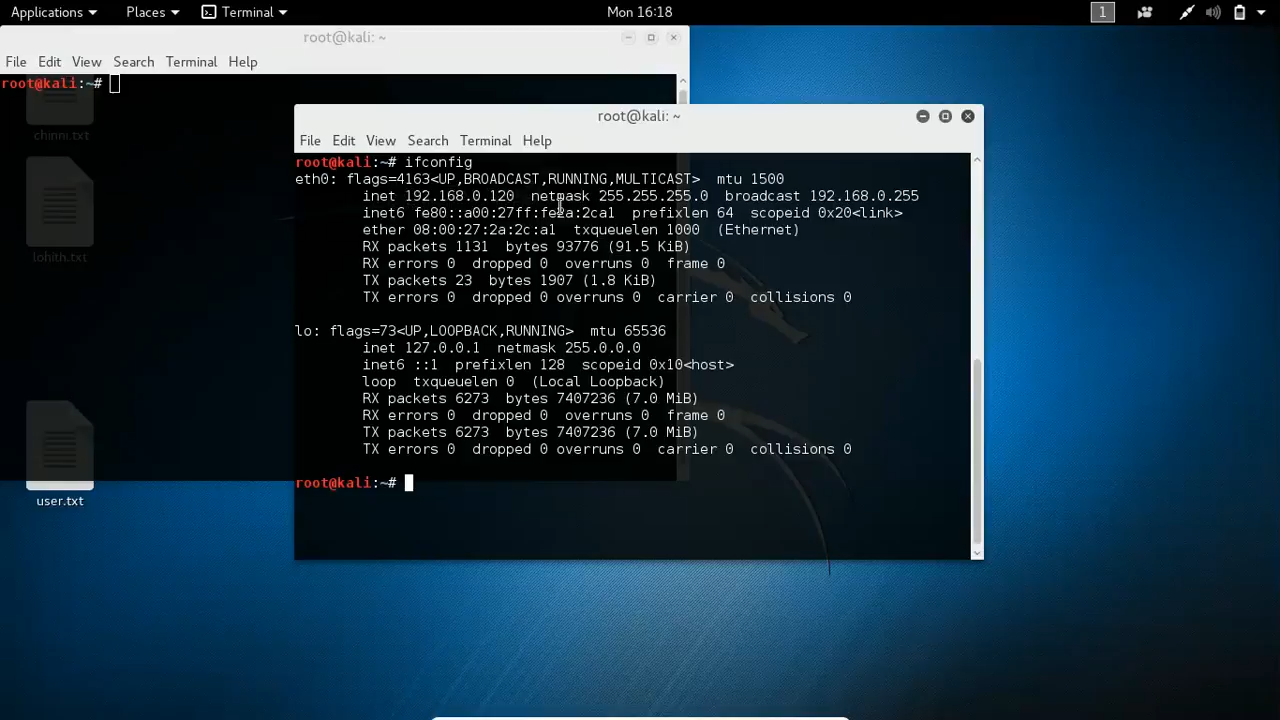 Applications Places Terminal Mon 16:18 1
root@kali: ~
File Edit View Search Terminal Help
root@kali:~#
chinni.txt
lohith.txt
user.txt
root@kali: ~
File Edit View Search Terminal Help
root@kali:~# ifconfig
eth0: flags=4163<UP,BROADCAST,RUNNING,MULTICAST> mtu 1500
inet 192.168.0.120 netmask 255.255.255.0 broadcast 192.168.0.255
inet6 fe80::a00:27ff:fe2a:2ca1 prefixlen 64 scopeid 0x20<link>
ether 08:00:27:2a:2c:a1 txqueuelen 1000 (Ethernet)
RX packets 1131 bytes 93776 (91.5 KiB)
RX errors 0 dropped 0 overruns 0 frame 0
TX packets 23 bytes 1907 (1.8 KiB)
TX errors 0 dropped 0 overruns 0 carrier 0 collisions 0
lo: flags=73<UP,LOOPBACK,RUNNING> mtu 65536
inet 127.0.0.1 netmask 255.0.0.0
inet6 ::1 prefixlen 128 scopeid 0x10<host>
loop txqueuelen 0 (Local Loopback)
RX packets 6273 bytes 7407236 (7.0 MiB)
RX errors 0 dropped 0 overruns 0 frame 0
TX packets 6273 bytes 7407236 (7.0 MiB)
TX errors 0 dropped 0 overruns 0 carrier 0 collisions 0
root@kali:~#